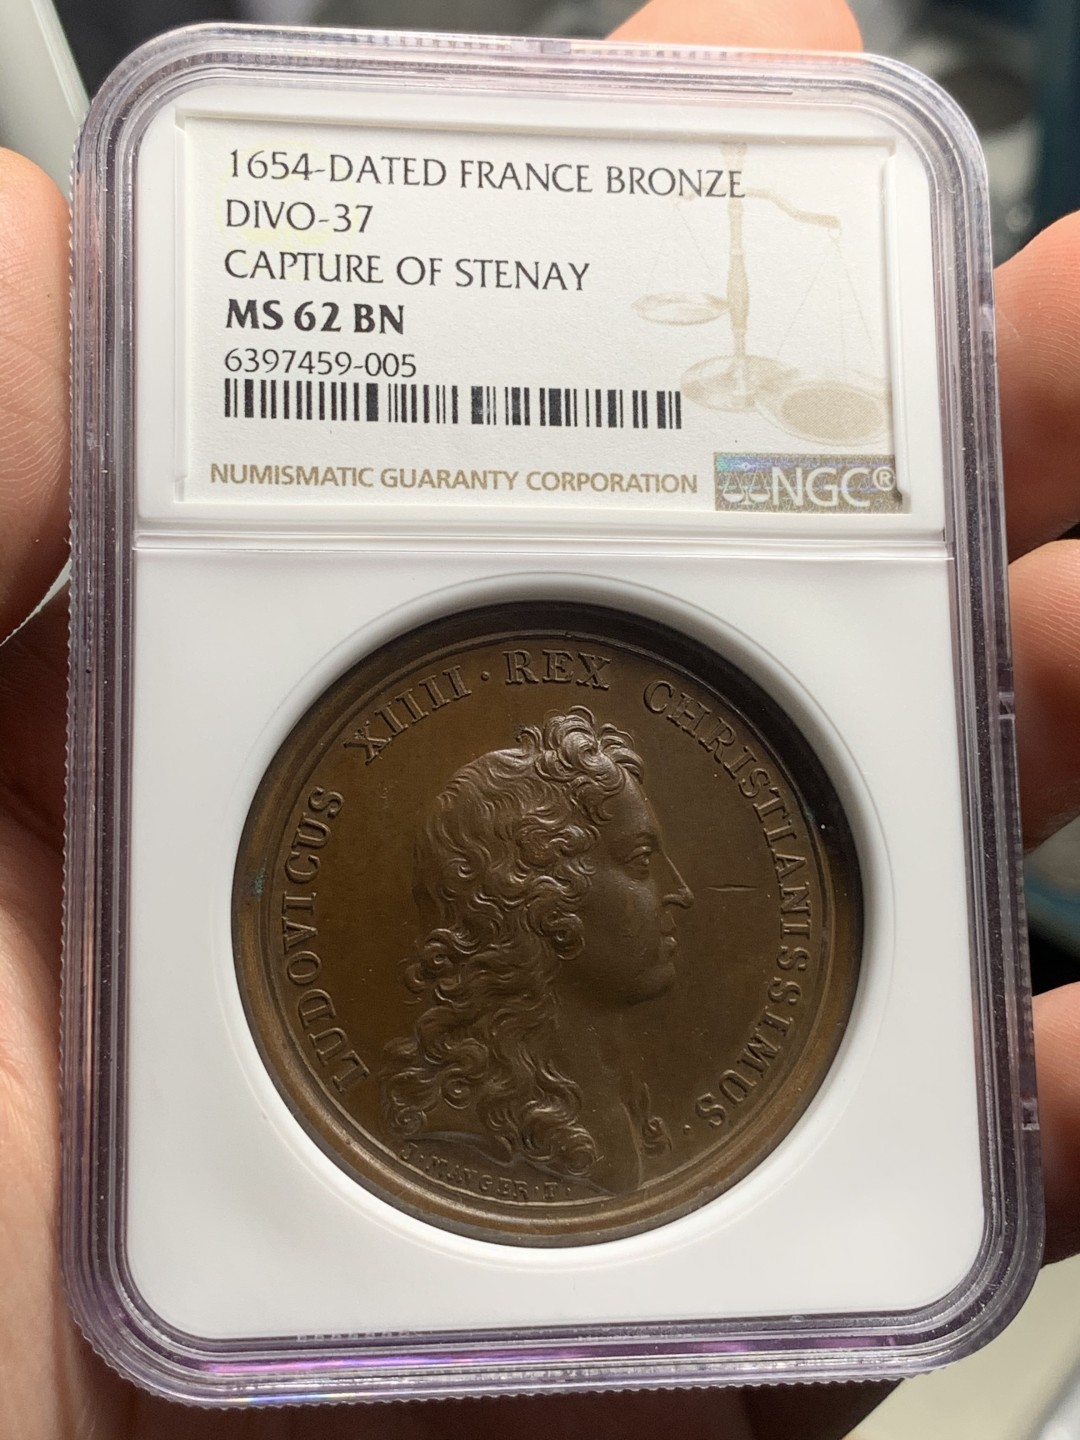 1654-DATED FRANCE BRONZE
DIVO-37
CAPTURE OF STENAY
MS 62 BN
6397459-005
NUMISMATIC GUARANTY CORPORATION
NGC®
LUDOVICUS XIIII · REX CHRISTIANISSIMUS ·
J · MAVGER · F ·